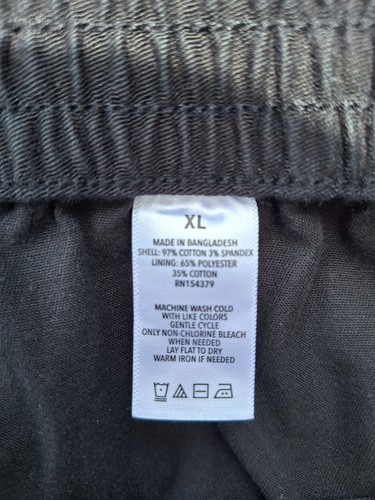 XL
MADE IN BANGLADESH
SHELL: 97% COTTON 3% SPANDEX
LINING: 65% POLYESTER
35% COTTON
RN154379
MACHINE WASH COLD
WITH LIKE COLORS
GENTLE CYCLE
ONLY NON-CHLORINE BLEACH
WHEN NEEDED
LAY FLAT TO DRY
WARM IRON IF NEEDED